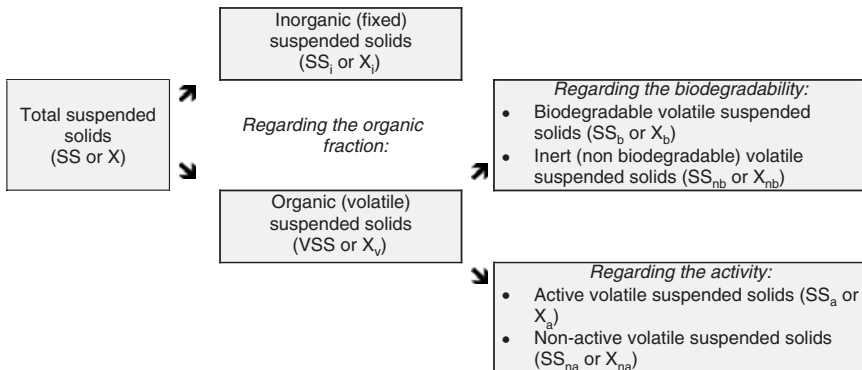 Total suspended
solids
(SS or X)
Inorganic (fixed)
suspended solids
(SSi or Xi)
Regarding the organic
fraction:
Organic (volatile)
suspended solids
(VSS or Xv)
Regarding the biodegradability:
• Biodegradable volatile suspended
solids (SSb or Xb)
• Inert (non biodegradable) volatile
suspended solids (SSnb or Xnb)
Regarding the activity:
• Active volatile suspended solids (SSa or
Xa)
• Non-active volatile suspended solids
(SSna or Xna)